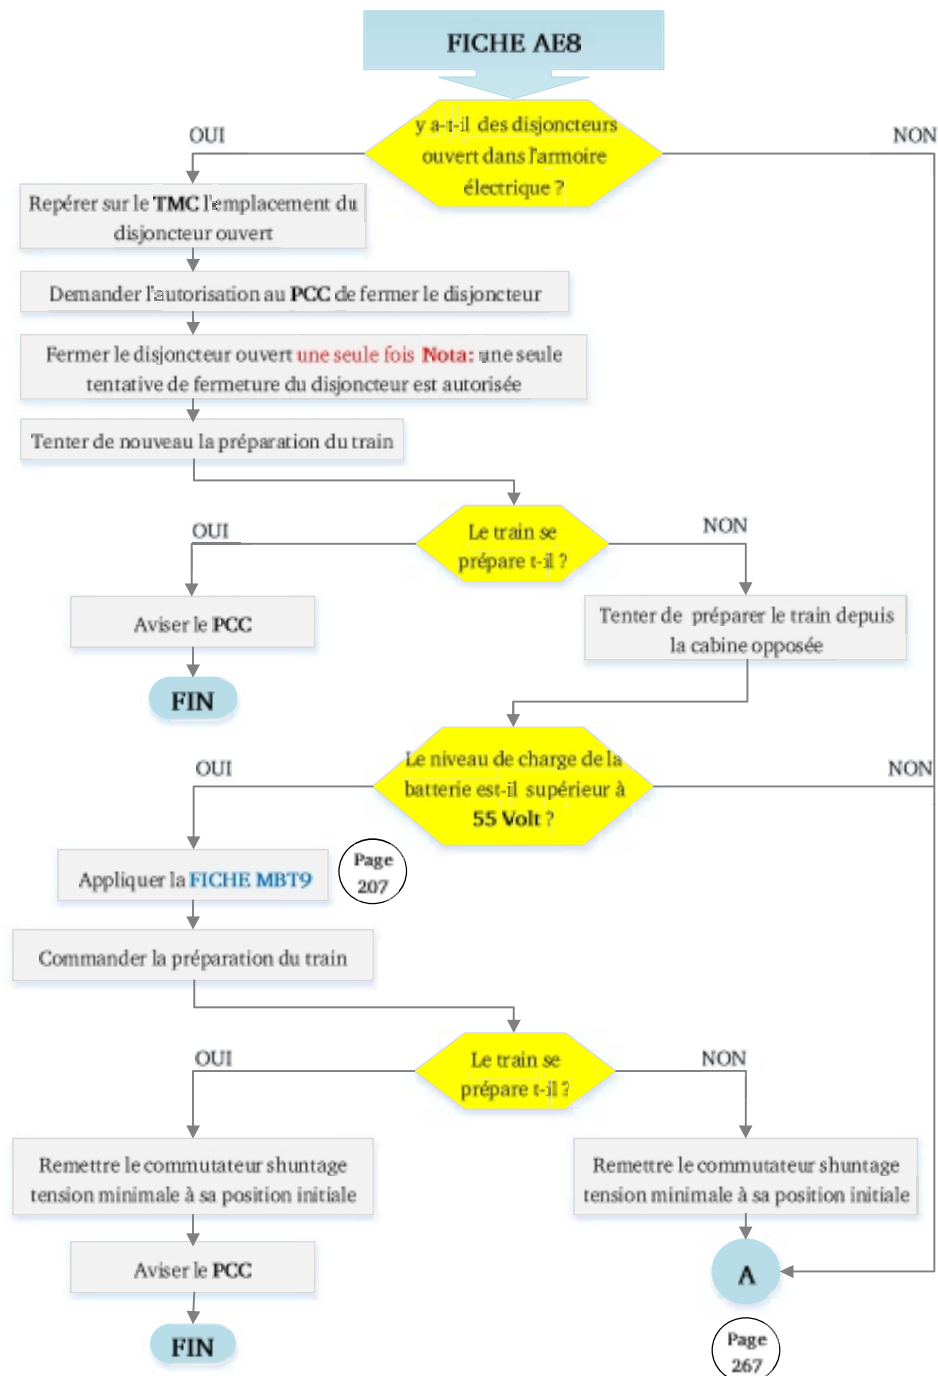 FICHE AE8
y a-t-il des disjoncteurs
ouvert dans l'armoire
électrique ?
OUI
NON
Repérer sur le TMC l'emplacement du
disjoncteur ouvert
Demander l'autorisation au PCC de fermer le disjoncteur
Fermer le disjoncteur ouvert une seule fois Nota: une seule
tentative de fermeture du disjoncteur est autorisée
Tenter de nouveau la préparation du train
Le train se
prépare t-il ?
OUI
NON
Aviser le PCC
Tenter de préparer le train depuis
la cabine opposée
FIN
Le niveau de charge de la
batterie est-il supérieur à
55 Volt ?
OUI
NON
Appliquer la FICHE MBT9
Page
207
Commander la préparation du train
Le train se
prépare t-il ?
OUI
NON
Remettre le commutateur shuntage
tension minimale à sa position initiale
Remettre le commutateur shuntage
tension minimale à sa position initiale
Aviser le PCC
A
FIN
Page
267